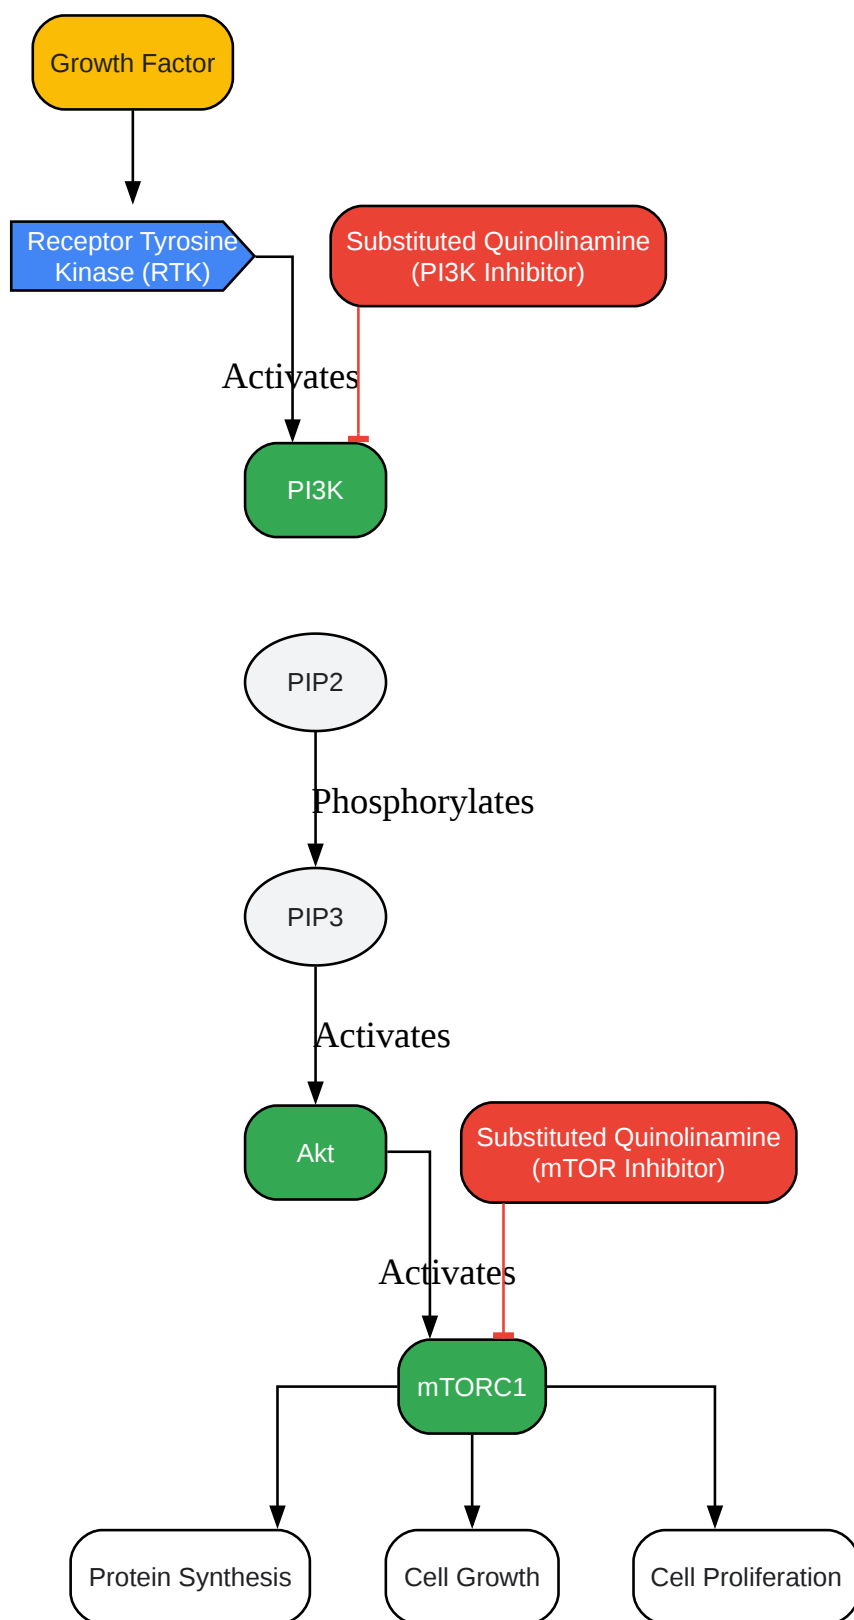 Growth Factor
Receptor Tyrosine
Kinase (RTK)
Substituted Quinolinamine
(PI3K Inhibitor)
Activates
PI3K
PIP2
Phosphorylates
PIP3
Activates
Akt
Substituted Quinolinamine
(mTOR Inhibitor)
Activates
mTORC1
Protein Synthesis
Cell Growth
Cell Proliferation